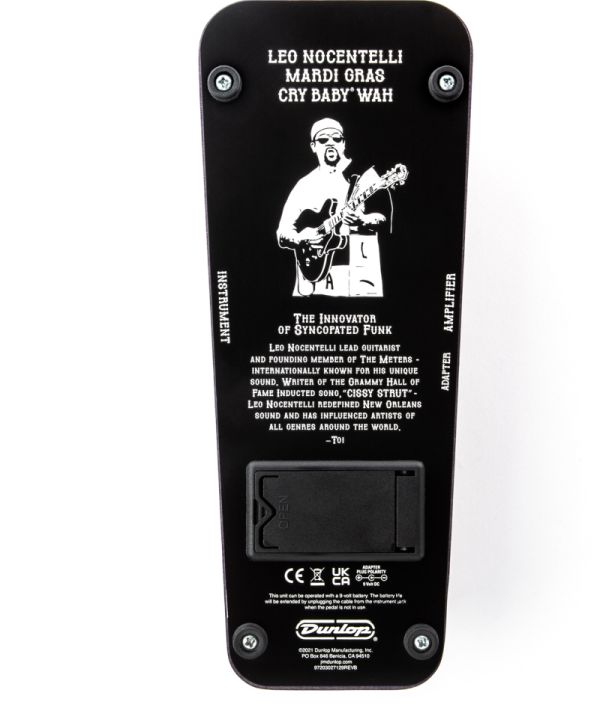 LEO NOCENTELLI
MARDI GRAS
CRY BABY® WAH
INSTRUMENT
AMPLIFIER
ADAPTER
THE INNOVATOR
OF SYNCOPATED FUNK
LEO NOCENTELLI LEAD GUITARIST
AND FOUNDING MEMBER OF THE METERS -
INTERNATIONALLY KNOWN FOR HIS UNIQUE
SOUND. WRITER OF THE GRAMMY HALL OF
FAME INDUCTED SONG, "CISSY STRUT" -
LEO NOCENTELLI REDEFINED NEW ORLEANS
SOUND AND HAS INFLUENCED ARTISTS OF
ALL GENRES AROUND THE WORLD.
—TOI
OPEN
CE UK CA
ADAPTER
PLUG POLARITY
9 Volt DC
This unit can be operated with a 9-volt battery. The battery life
will be extended by unplugging the cable from the instrument jack
when the pedal is not in use.
Dunlop
©2021 Dunlop Manufacturing, Inc.
PO Box 846 Benicia, CA 94510
jimdunlop.com
97203027129REVB